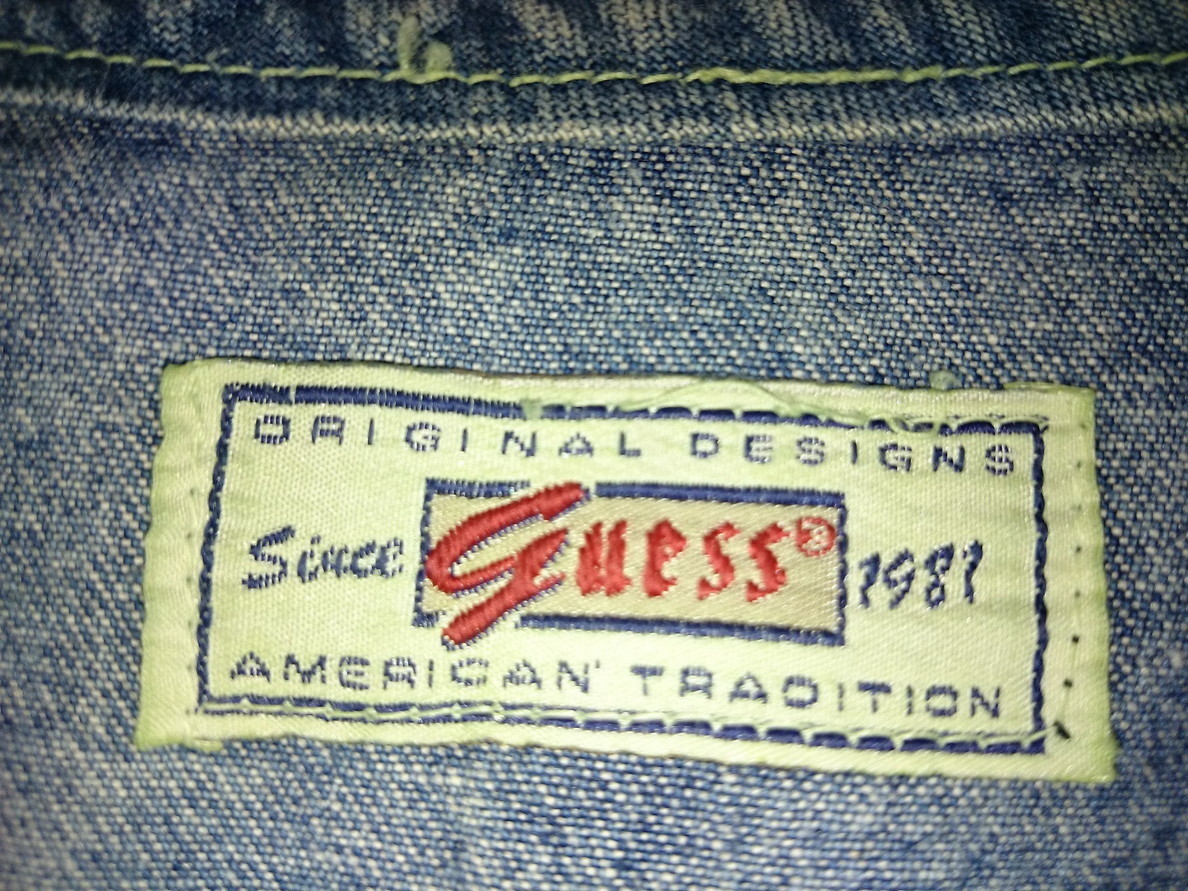 ORIGINAL DESIGNS
Since Guess® 1981
AMERICAN TRADITION